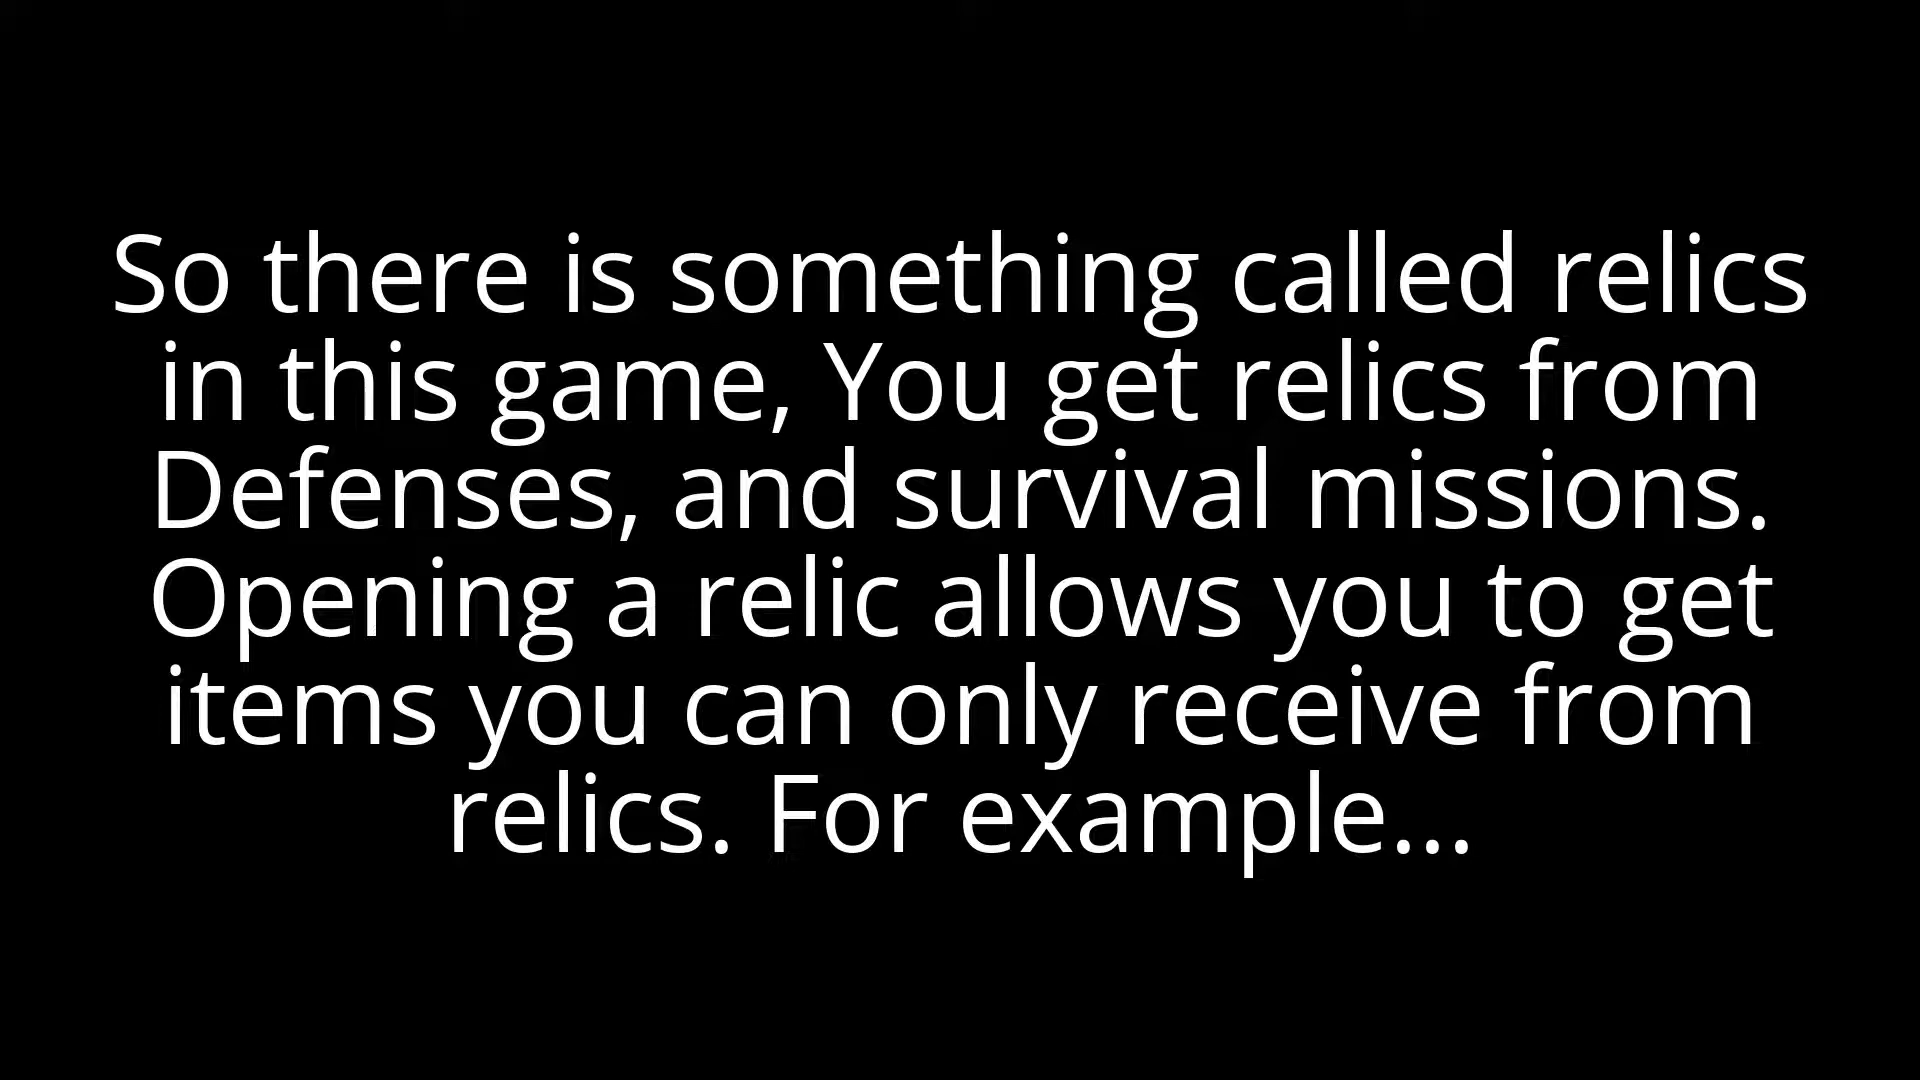 So there is something called relics
in this game, You get relics from
Defenses, and survival missions.
Opening a relic allows you to get
items you can only receive from
relics. For example...